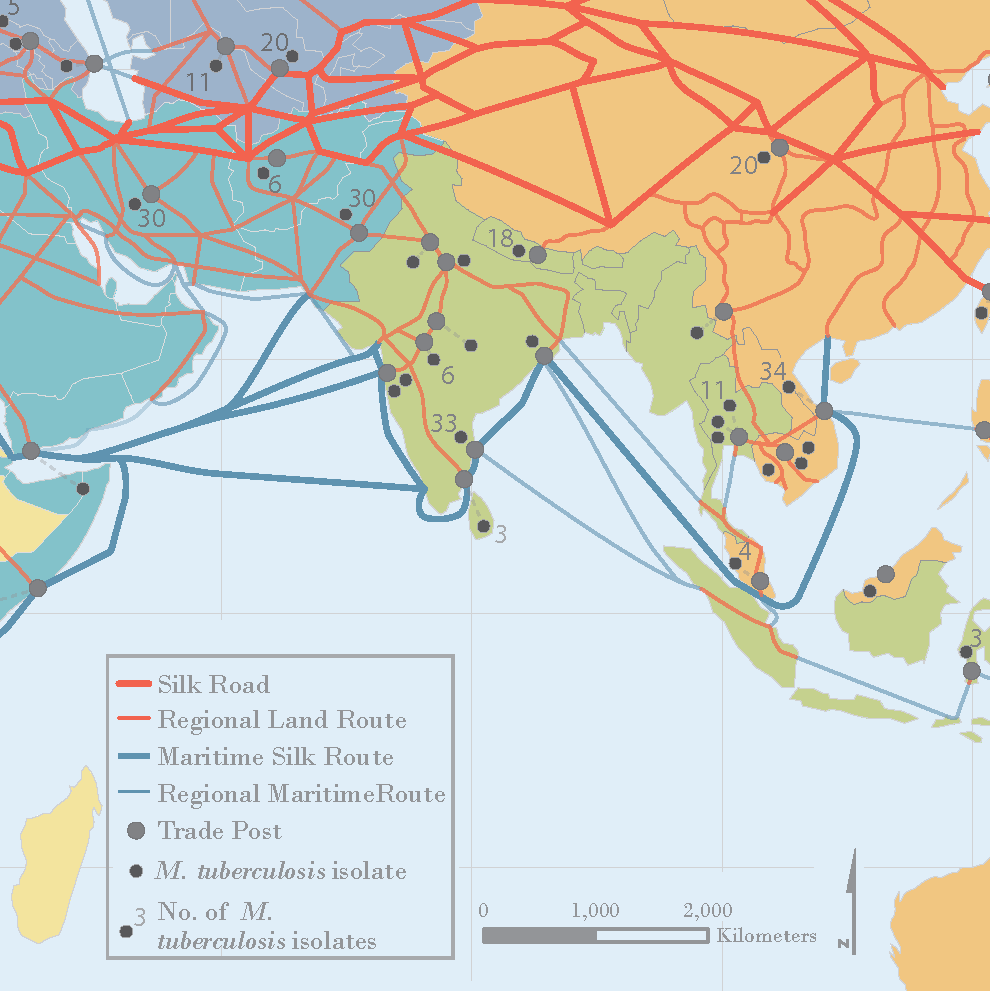 5
20
11
6
30
30
20
18
34
11
6
33
3
4
3
Silk Road
Regional Land Route
Maritime Silk Route
Regional MaritimeRoute
Trade Post
M. tuberculosis isolate
3 No. of M.
tuberculosis isolates
0 1,000 2,000
Kilometers
N